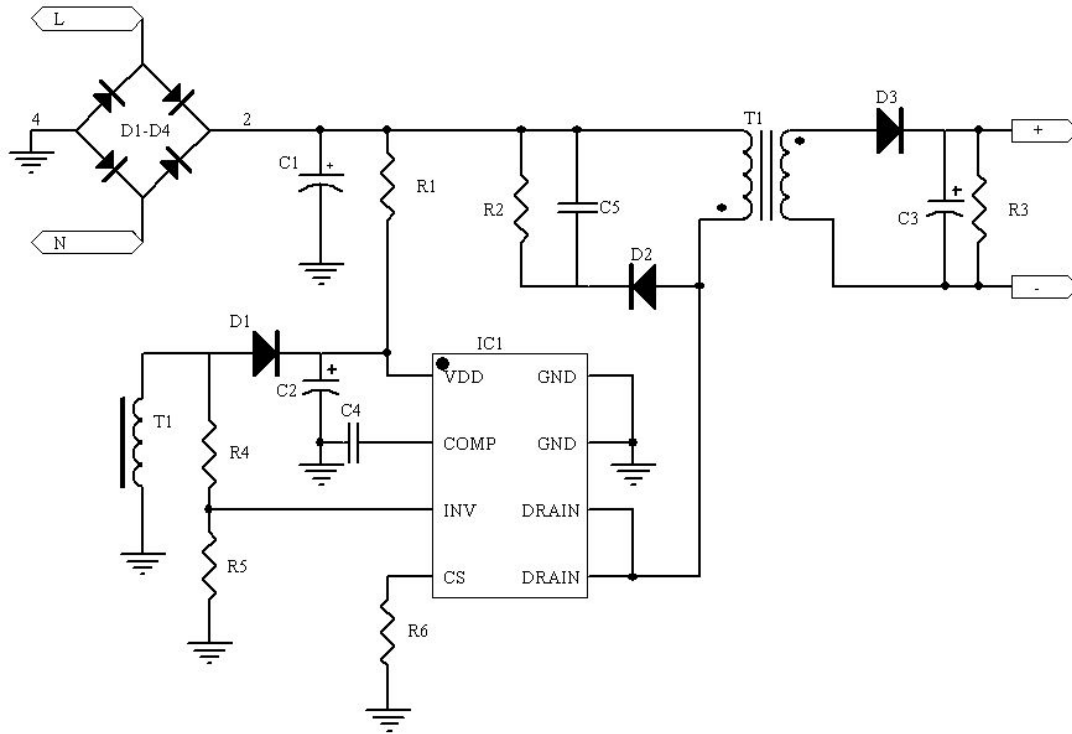 L
4
D1-D4
2
N
C1
+
R1
R2
C5
T1
D3
+
C3
+
R3
-
D2
D1
T1
R4
R5
C2
+
C4
IC1
VDD
GND
COMP
GND
INV
DRAIN
CS
DRAIN
R6